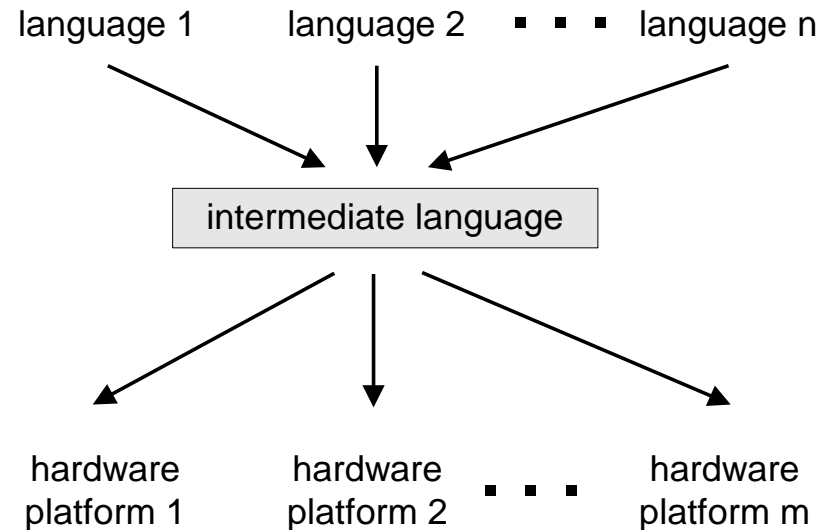 language 1 language 2 ▪ ▪ ▪ language n
intermediate language
hardware hardware hardware
platform 1 platform 2 ▪ ▪ ▪ platform m